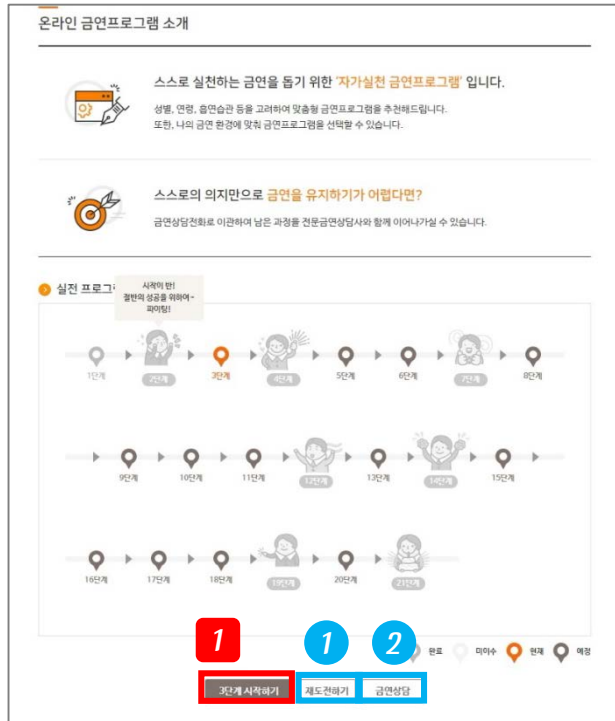 온라인 금연프로그램 소개
스스로 실천하는 금연을 돕기 위한 '자가실천 금연프로그램' 입니다.
성별, 연령, 흡연습관 등을 고려하여 맞춤형 금연프로그램을 추천해드립니다.
또한, 나의 금연 환경에 맞춰 금연프로그램을 선택할 수 있습니다.
스스로의 의지만으로 금연을 유지하기가 어렵다면?
금연상담전화로 이관하여 남은 과정을 전문금연상담사와 함께 이어나가실 수 있습니다.
실전 프로그
시작이 반!
절반의 성공을 위하여~
파이팅!
1단계 2단계 3단계 4단계 5단계 6단계 7단계 8단계
9단계 10단계 11단계 12단계 13단계 14단계 15단계
16단계 17단계 18단계 19단계 20단계 21단계
1 1 2
완료 미이수 현재 예정
3단계 시작하기 재도전하기 금연상담